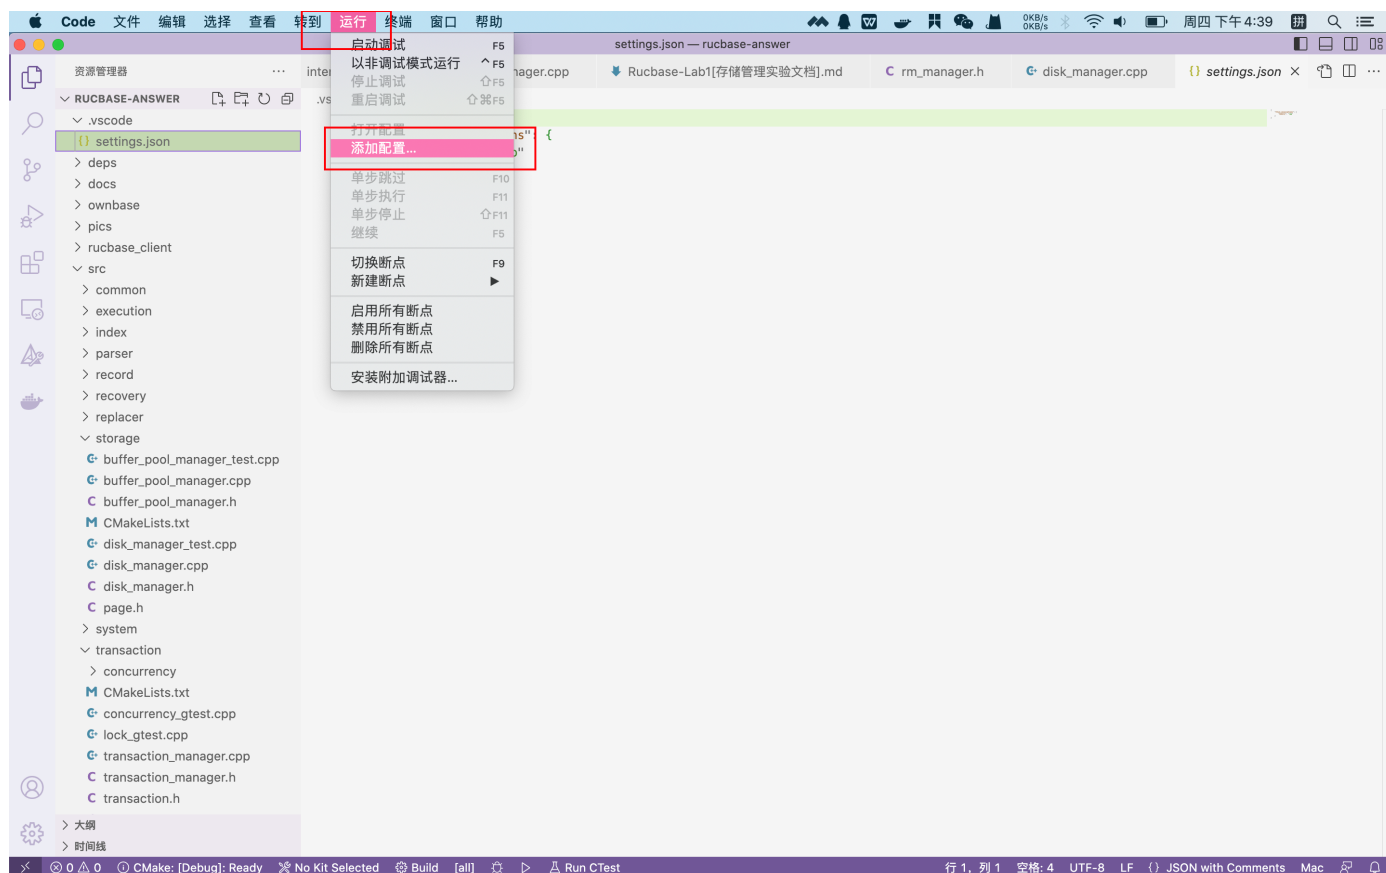 Code 文件 编辑 选择 查看 转到 运行 终端 窗口 帮助 0KB/s 0KB/s 周四 下午4:39 拼
settings.json — rucbase-answer
资源管理器
RUCBASE-ANSWER
.vscode
settings.json
deps
docs
ownbase
pics
rucbase_client
src
common
execution
index
parser
record
recovery
replacer
storage
buffer_pool_manager_test.cpp
buffer_pool_manager.cpp
buffer_pool_manager.h
CMakeLists.txt
disk_manager_test.cpp
disk_manager.cpp
disk_manager.h
page.h
system
transaction
concurrency
CMakeLists.txt
concurrency_gtest.cpp
lock_gtest.cpp
transaction_manager.cpp
transaction_manager.h
transaction.h
大纲
时间线
启动调试 F5
以非调试模式运行 ^F5
停止调试 ⇧F5
重启调试 ⇧⌘F5
打开配置
添加配置...
单步跳过 F10
单步执行 F11
单步停止 ⇧F11
继续 F5
切换断点 F9
新建断点
启用所有断点
禁用所有断点
删除所有断点
安装附加调试器...
inter nager.cpp Rucbase-Lab1[存储管理实验文档].md rm_manager.h disk_manager.cpp settings.json
.vs
ns": {
"
0 0 CMake: [Debug]: Ready No Kit Selected Build [all] Run CTest 行 1，列 1 空格: 4 UTF-8 LF {} JSON with Comments Mac